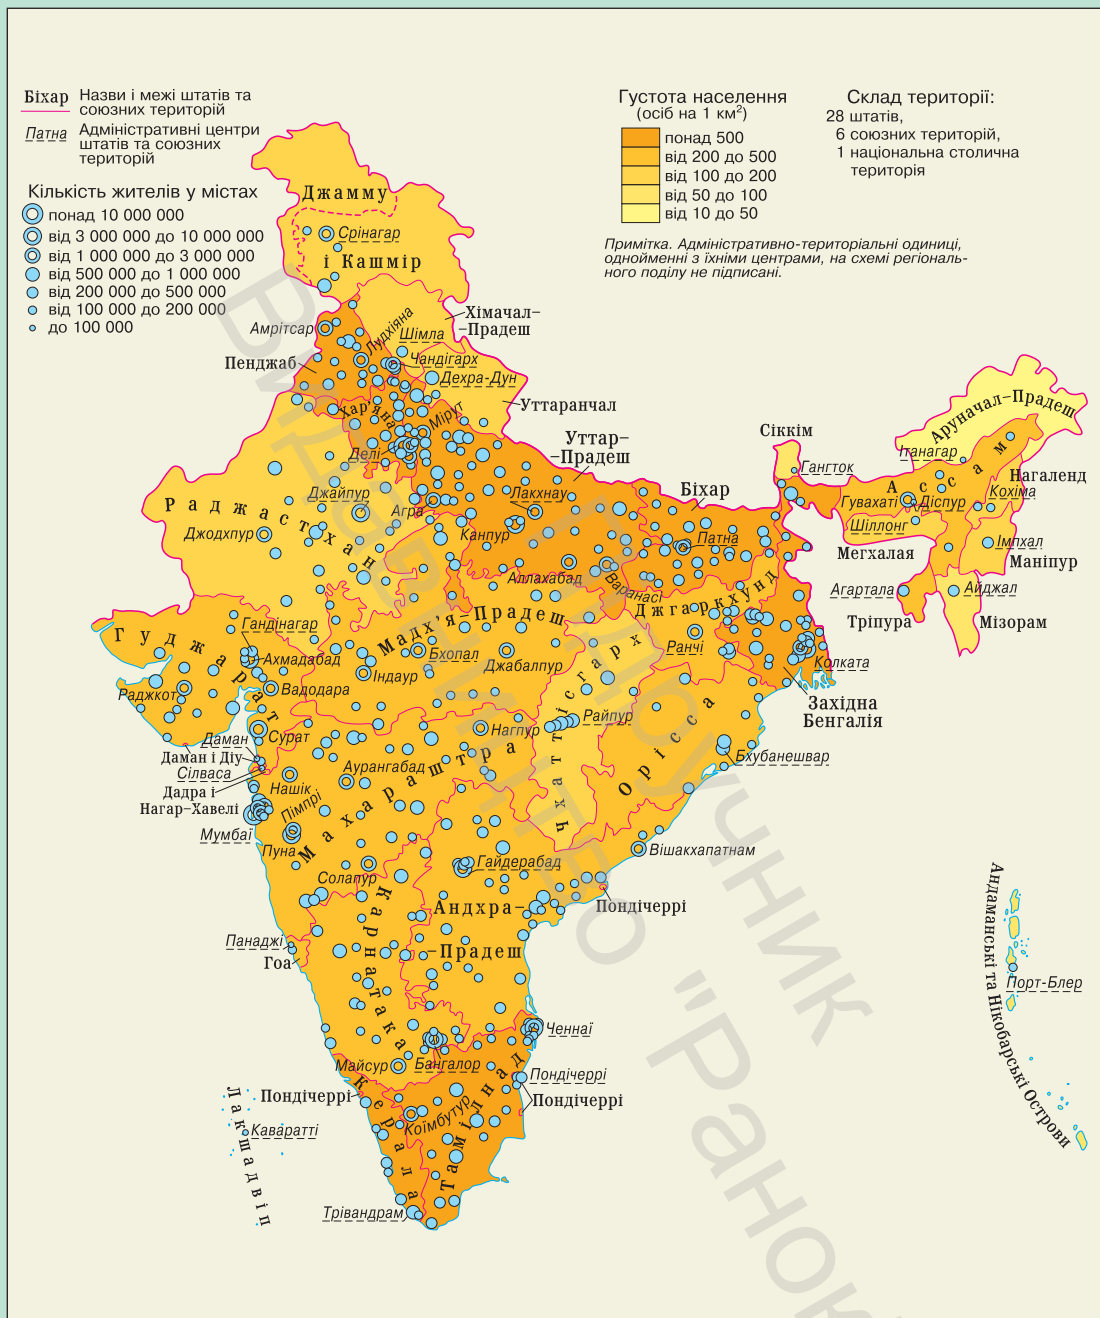 Біхар
Назви і межі штатів та
союзних територій
Патна
Адміністративні центри
штатів та союзних
територій
Кількість жителів у містах
понад 10 000 000
від 3 000 000 до 10 000 000
від 1 000 000 до 3 000 000
від 500 000 до 1 000 000
від 200 000 до 500 000
від 100 000 до 200 000
до 100 000
Густота населення
(осіб на 1 км²)
понад 500
від 200 до 500
від 100 до 200
від 50 до 100
від 10 до 50
Склад території:
28 штатів,
6 союзних територій,
1 національна столична
територія
Примітка. Адміністративно-територіальні одиниці,
однойменні з їхніми центрами, на схемі регіональ-
ного поділу не підписані.
Джамму
Срінагар
і Кашмір
Хімачал-
-Прадеш
Амрітсар
Лудхіяна
Шімла
Пенджаб
Чандігарх
Дехра-Дун
Хар'яна
Мірут
Уттаранчал
Делі
Уттар-
-Прадеш
Сіккім
Гангток
Аруначал-Прадеш
Ітанагар
Нагаленд
Ассам
Кохіма
Гувахаті
Діспур
Шіллонг
Імпхал
Мегхалая
Маніпур
Агартала
Айджал
Тріпура
Мізорам
Джайпур
Раджастхан
Агра
Лакхнау
Біхар
Джодхпур
Канпур
Патна
Аллахабад
Варанасі
Джгаркхунд
Гандінагар
Гуджарат
Мадх'я-Прадеш
Ахмадабад
Бхопал
Джабалпур
Ранчі
Колката
Раджкот
Вадодара
Індаур
Чхаттісгарх
Західна
Бенгалія
Райпур
Орісса
Нагпур
Сурат
Даман
Даман і Діу
Сілваса
Дадра і
Нагар-Хавелі
Бхубанешвар
Аурангабад
Нашік
Пімпрі
Махараштра
Мумбаї
Пуна
Солапур
Гайдерабад
Вішакхапатнам
Пондічеррі
Андхра-
-Прадеш
Карнатака
Панаджі
Гоа
Ченнаї
Майсур
Бангалор
Пондічеррі
Пондічеррі
Пондічеррі
Керала
Коїмбутур
Тамілнад
Каваратті
Лакшадвіп
Трівандрам
Андаманські та Нікобарські Острови
Порт-Блер
Видавництво "Ранок"
Підручник